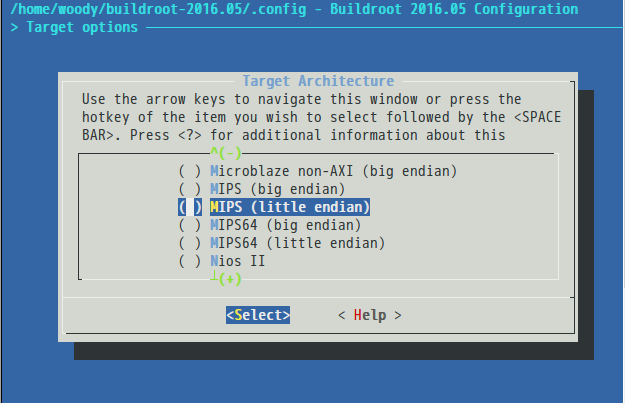 /home/woody/buildroot-2016.05/.config - Buildroot 2016.05 Configuration
> Target options
Target Architecture
Use the arrow keys to navigate this window or press the
hotkey of the item you wish to select followed by the <SPACE
BAR>. Press <?> for additional information about this
^(-)
( ) Microblaze non-AXI (big endian)
( ) MIPS (big endian)
( ) MIPS (little endian)
( ) MIPS64 (big endian)
( ) MIPS64 (little endian)
( ) Nios II
┴(+)
<Select> < Help >